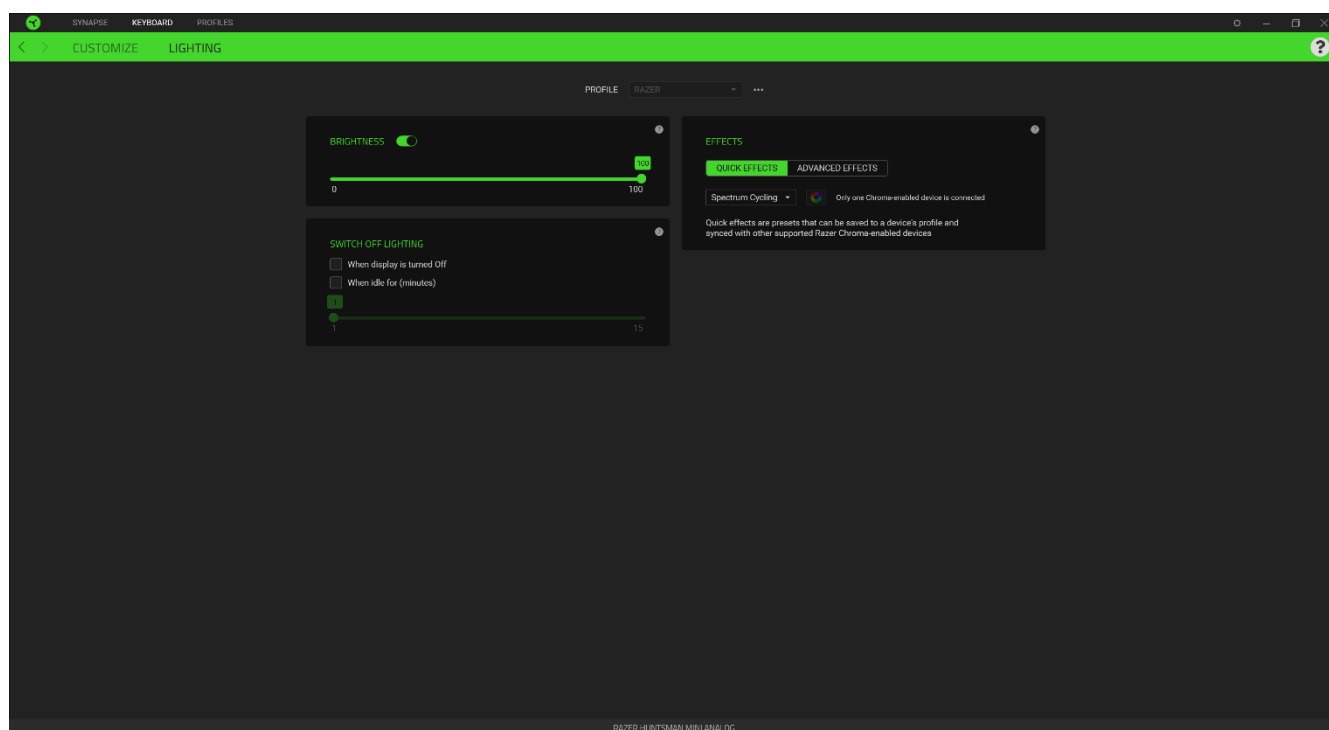 SYNAPSE KEYBOARD PROFILES
CUSTOMIZE LIGHTING
PROFILE RAZER
BRIGHTNESS
100
0 100
SWITCH OFF LIGHTING
When display is turned Off
When idle for (minutes)
1
1 15
EFFECTS
QUICK EFFECTS ADVANCED EFFECTS
Spectrum Cycling Only one Chroma-enabled device is connected
Quick effects are presets that can be saved to a device's profile and
synced with other supported Razer Chroma-enabled devices
RAZER HUNTSMAN MINI ANALOG